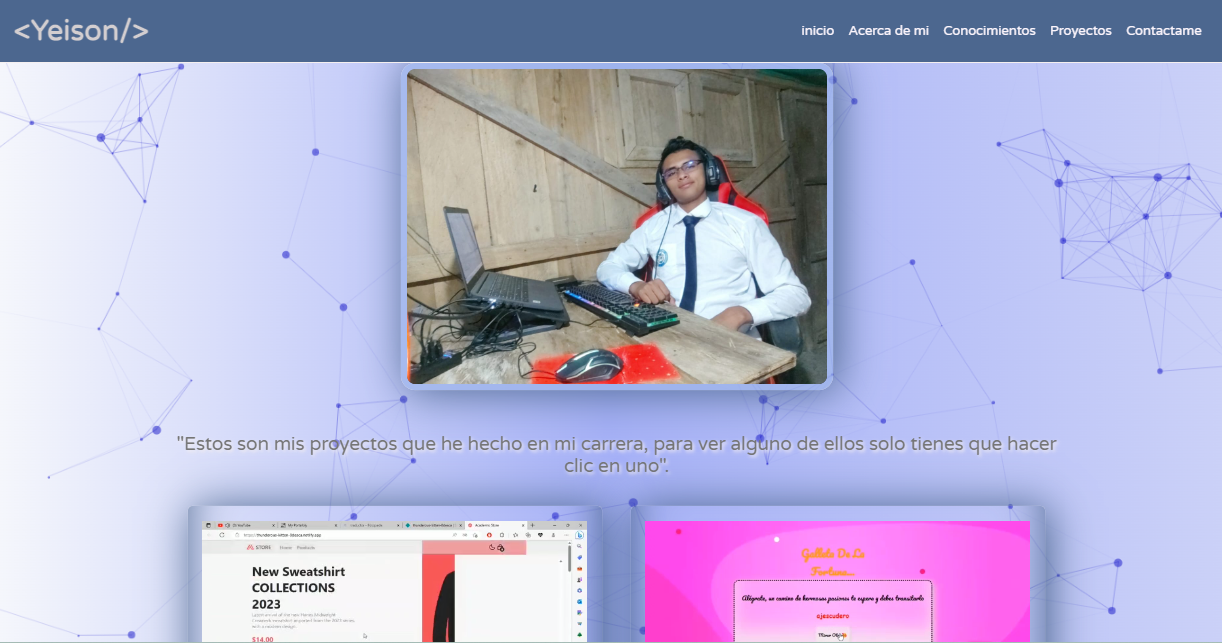 <Yeison/>
inicio Acerca de mi Conocimientos Proyectos Contactame
"Estos son mis proyectos que he hecho en mi carrera, para ver alguno de ellos solo tienes que hacer
clic en uno".
STORE Home Products
New Sweatshirt
COLLECTIONS
2023
$14.00
Galleta De La
Fortuna...
Alégrate, un camino de hermosas pasiones te espera y debes transitarlo
ajescudero